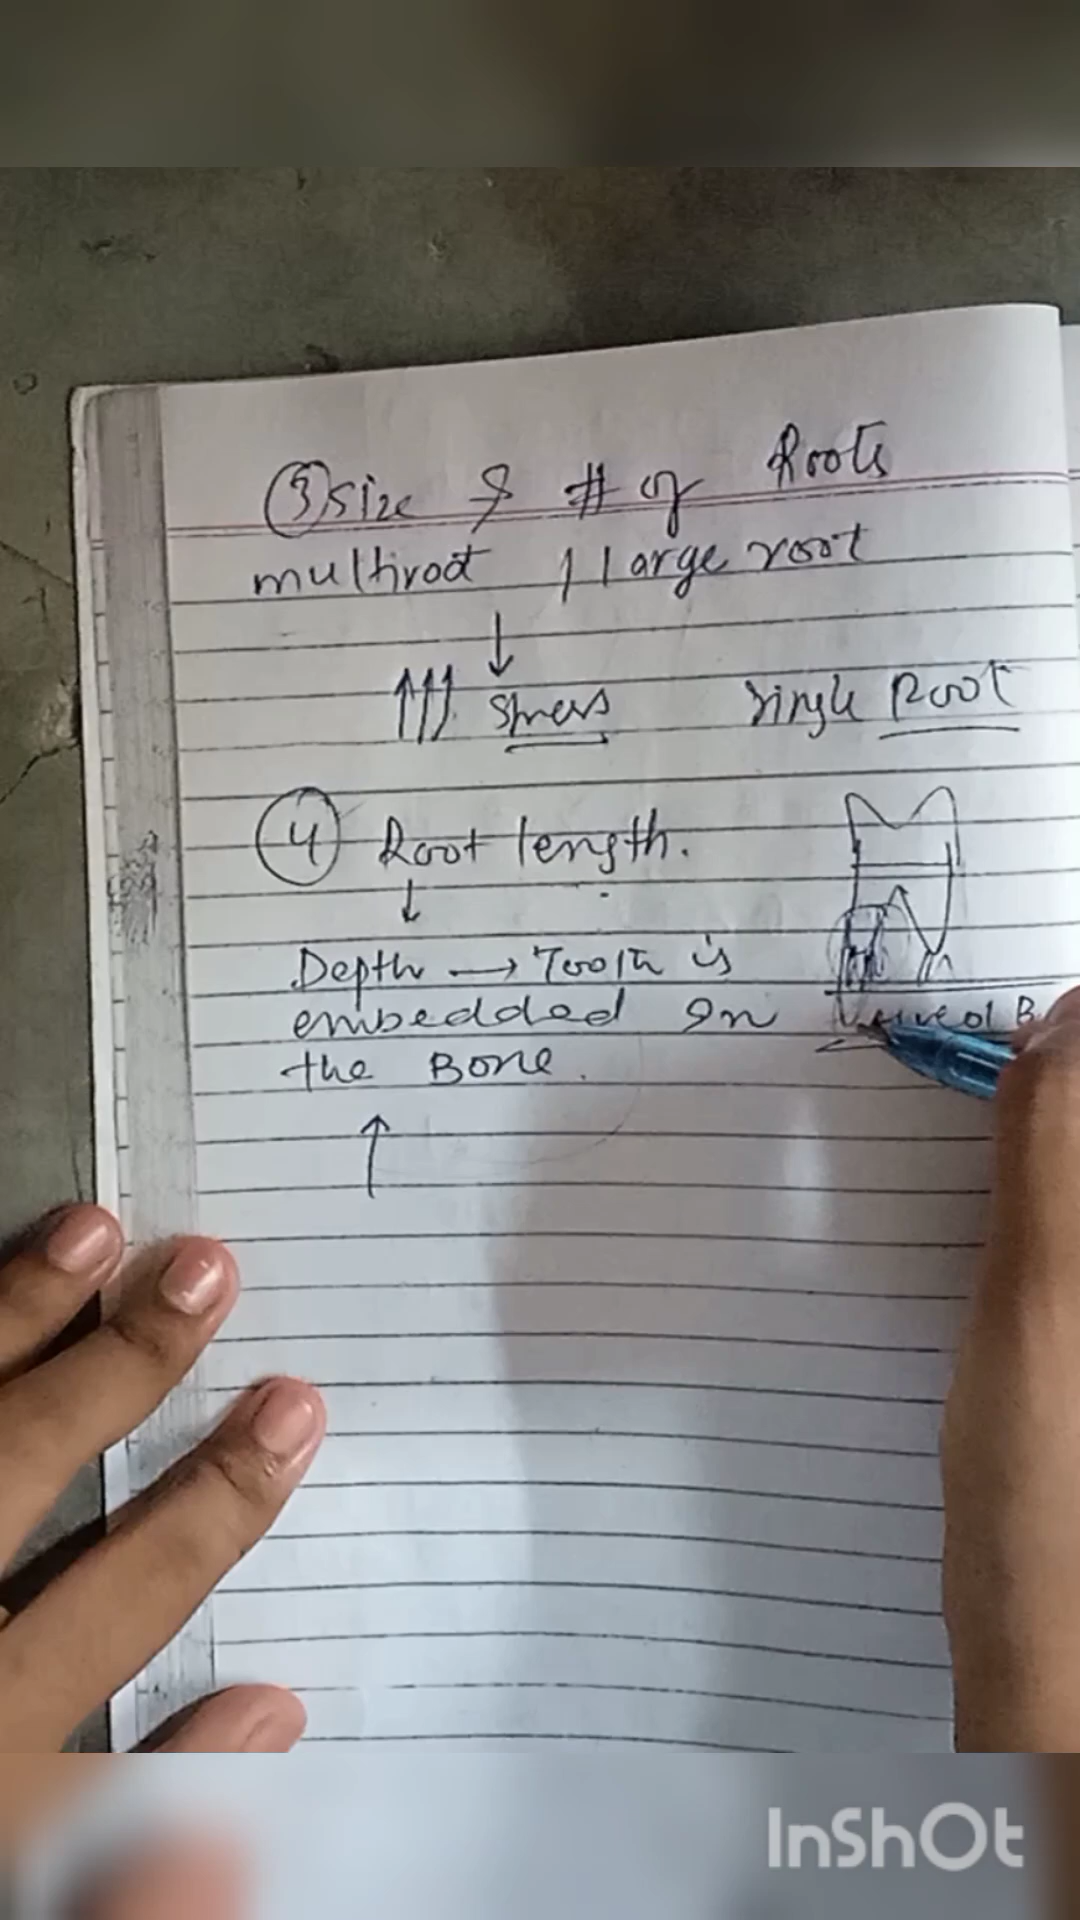 ③ size & # of Roots
multiroot / large root
↓
↑↑↑ stress single Root
④ Root length.
↓
Depth → Tooth is
embedded In
the Bone.
↑
InShOt